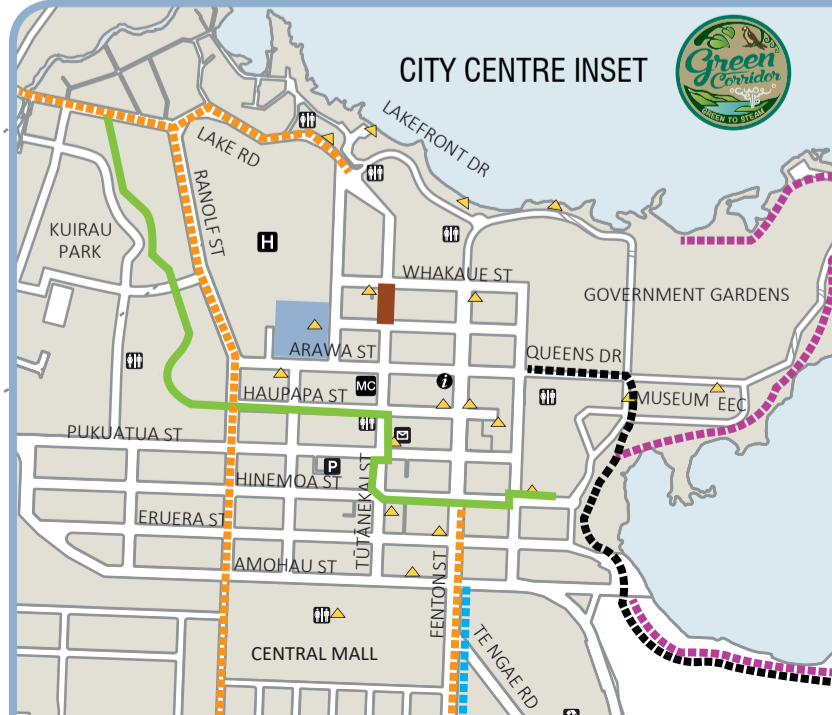 CITY CENTRE INSET
Green
Corridor
GREEN TO STEAM
LAKEFRONT DR
LAKE RD
RANOLF ST
KUIRAU
PARK
H
WHAKAUE ST
GOVERNMENT GARDENS
ARAWA ST
QUEENS DR
MC
i
HAUPAPA ST
MUSEUM
EEC
PUKUATUA ST
P
HINEMOA ST
TŪTĀNEKAI ST
ERUERA ST
AMOHAU ST
FENTON ST
CENTRAL MALL
TE NGAE RD